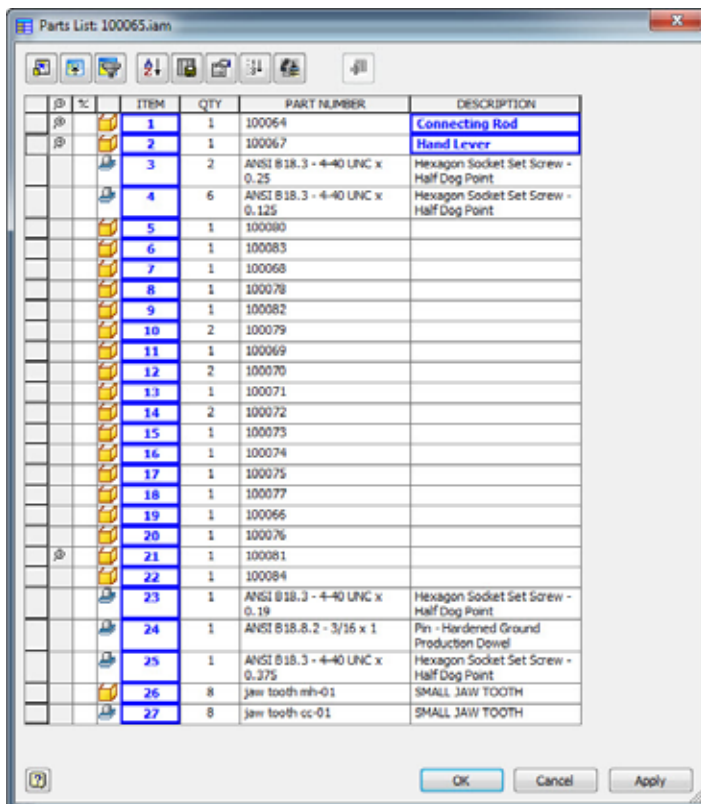 Parts List: 100065.iam
ITEM QTY PART NUMBER DESCRIPTION
1 1 100064 Connecting Rod
2 1 100067 Hand Lever
3 2 ANSI B18.3 - 4-40 UNC x Hexagon Socket Set Screw -
0.25 Half Dog Point
4 6 ANSI B18.3 - 4-40 UNC x Hexagon Socket Set Screw -
0.125 Half Dog Point
5 1 100080
6 1 100083
7 1 100068
8 1 100078
9 1 100082
10 2 100079
11 1 100069
12 2 100070
13 1 100071
14 2 100072
15 1 100073
16 1 100074
17 1 100075
18 1 100077
19 1 100066
20 1 100076
21 1 100081
22 1 100084
23 1 ANSI B18.3 - 4-40 UNC x Hexagon Socket Set Screw -
0.19 Half Dog Point
24 1 ANSI B18.8.2 - 3/16 x 1 Pin - Hardened Ground
Production Dowel
25 1 ANSI B18.3 - 4-40 UNC x Hexagon Socket Set Screw -
0.375 Half Dog Point
26 8 jaw tooth mh-01 SMALL JAW TOOTH
27 8 jaw tooth cc-01 SMALL JAW TOOTH
OK Cancel Apply